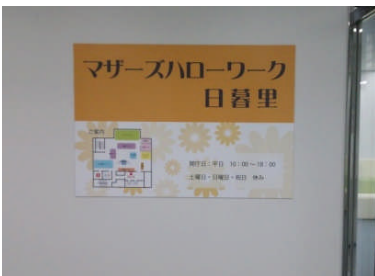 マザーズハローワーク
日暮里
ご案内
開庁日：平日 10：00～18：00
土曜日・日曜日・祝日 休み